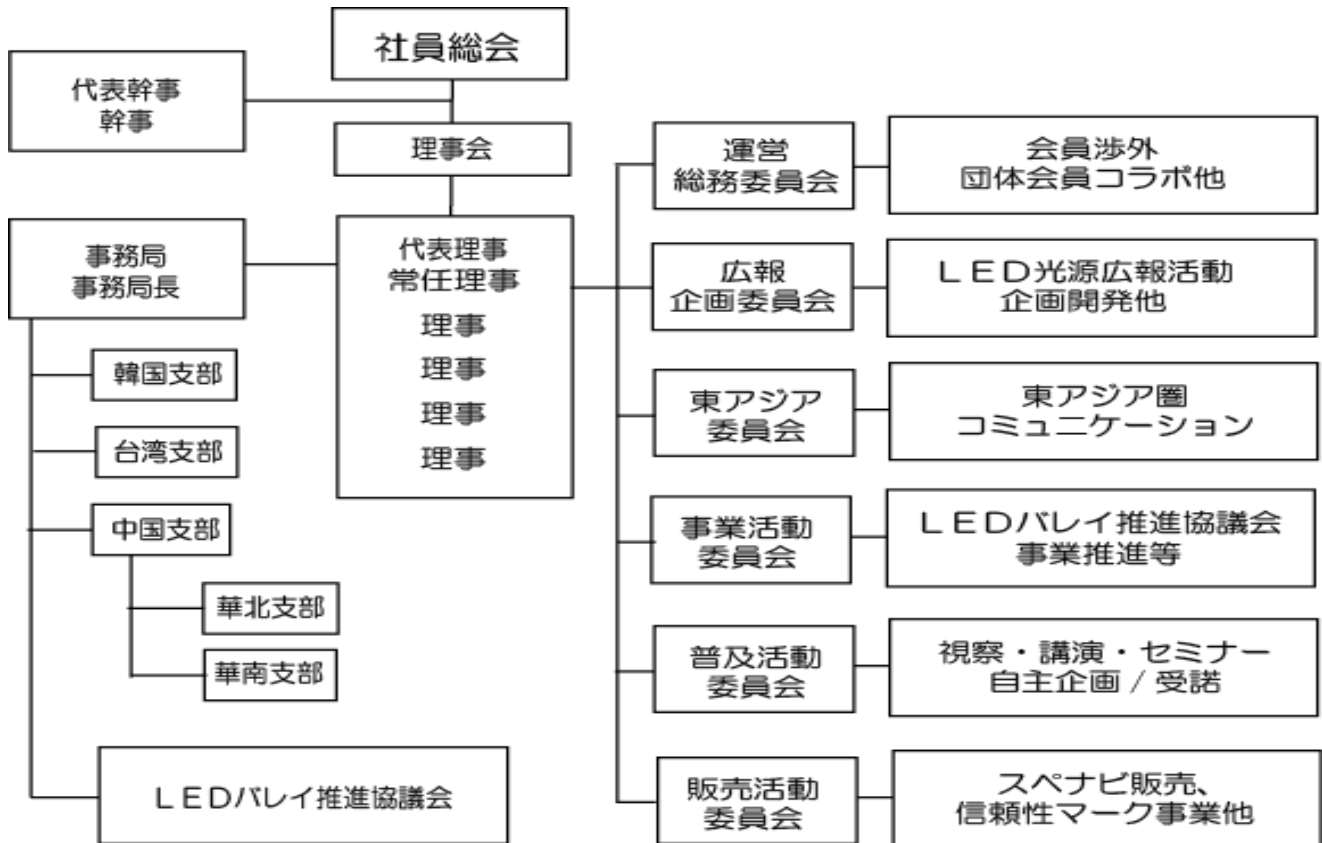 社員総会
代表幹事
幹事
理事会
事務局
事務局長
代表理事
常任理事
理事
理事
理事
理事
韓国支部
台湾支部
中国支部
華北支部
華南支部
LEDバレイ推進協議会
運営
総務委員会
会員渉外
団体会員コラボ他
広報
企画委員会
LED光源広報活動
企画開発他
東アジア
委員会
東アジア圏
コミュニケーション
事業活動
委員会
LEDバレイ推進協議会
事業推進等
普及活動
委員会
視察・講演・セミナー
自主企画 / 受諾
販売活動
委員会
スペナビ販売、
信頼性マーク事業他